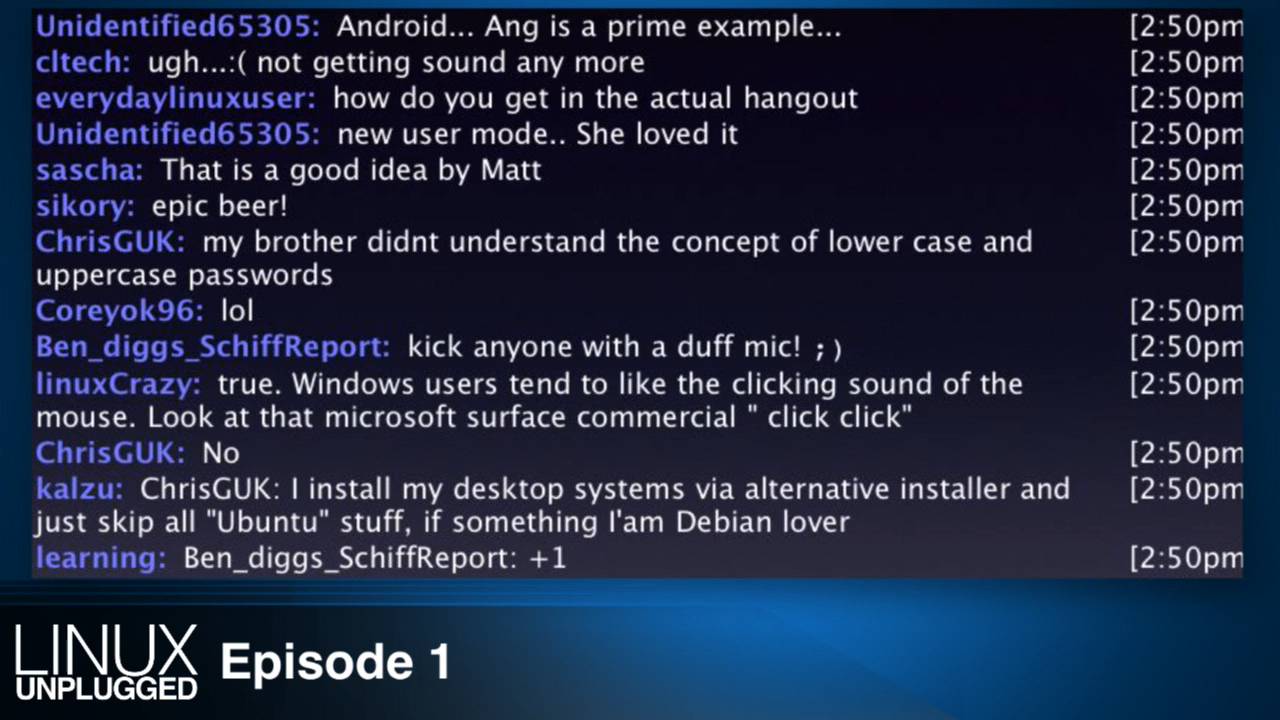 Unidentified65305: Android... Ang is a prime example... [2:50pm
cltech: ugh...:( not getting sound any more [2:50pm
everydaylinuxuser: how do you get in the actual hangout [2:50pm
Unidentified65305: new user mode.. She loved it [2:50pm
sascha: That is a good idea by Matt [2:50pm
sikory: epic beer! [2:50pm
ChrisGUK: my brother didnt understand the concept of lower case and [2:50pm
uppercase passwords
Coreyok96: lol [2:50pm
Ben_diggs_SchiffReport: kick anyone with a duff mic! ;) [2:50pm
linuxCrazy: true. Windows users tend to like the clicking sound of the [2:50pm
mouse. Look at that microsoft surface commercial " click click"
ChrisGUK: No [2:50pm
kalzu: ChrisGUK: I install my desktop systems via alternative installer and [2:50pm
just skip all "Ubuntu" stuff, if something I'am Debian lover
learning: Ben_diggs_SchiffReport: +1 [2:50pm
LINUX
UNPLUGGED
Episode 1